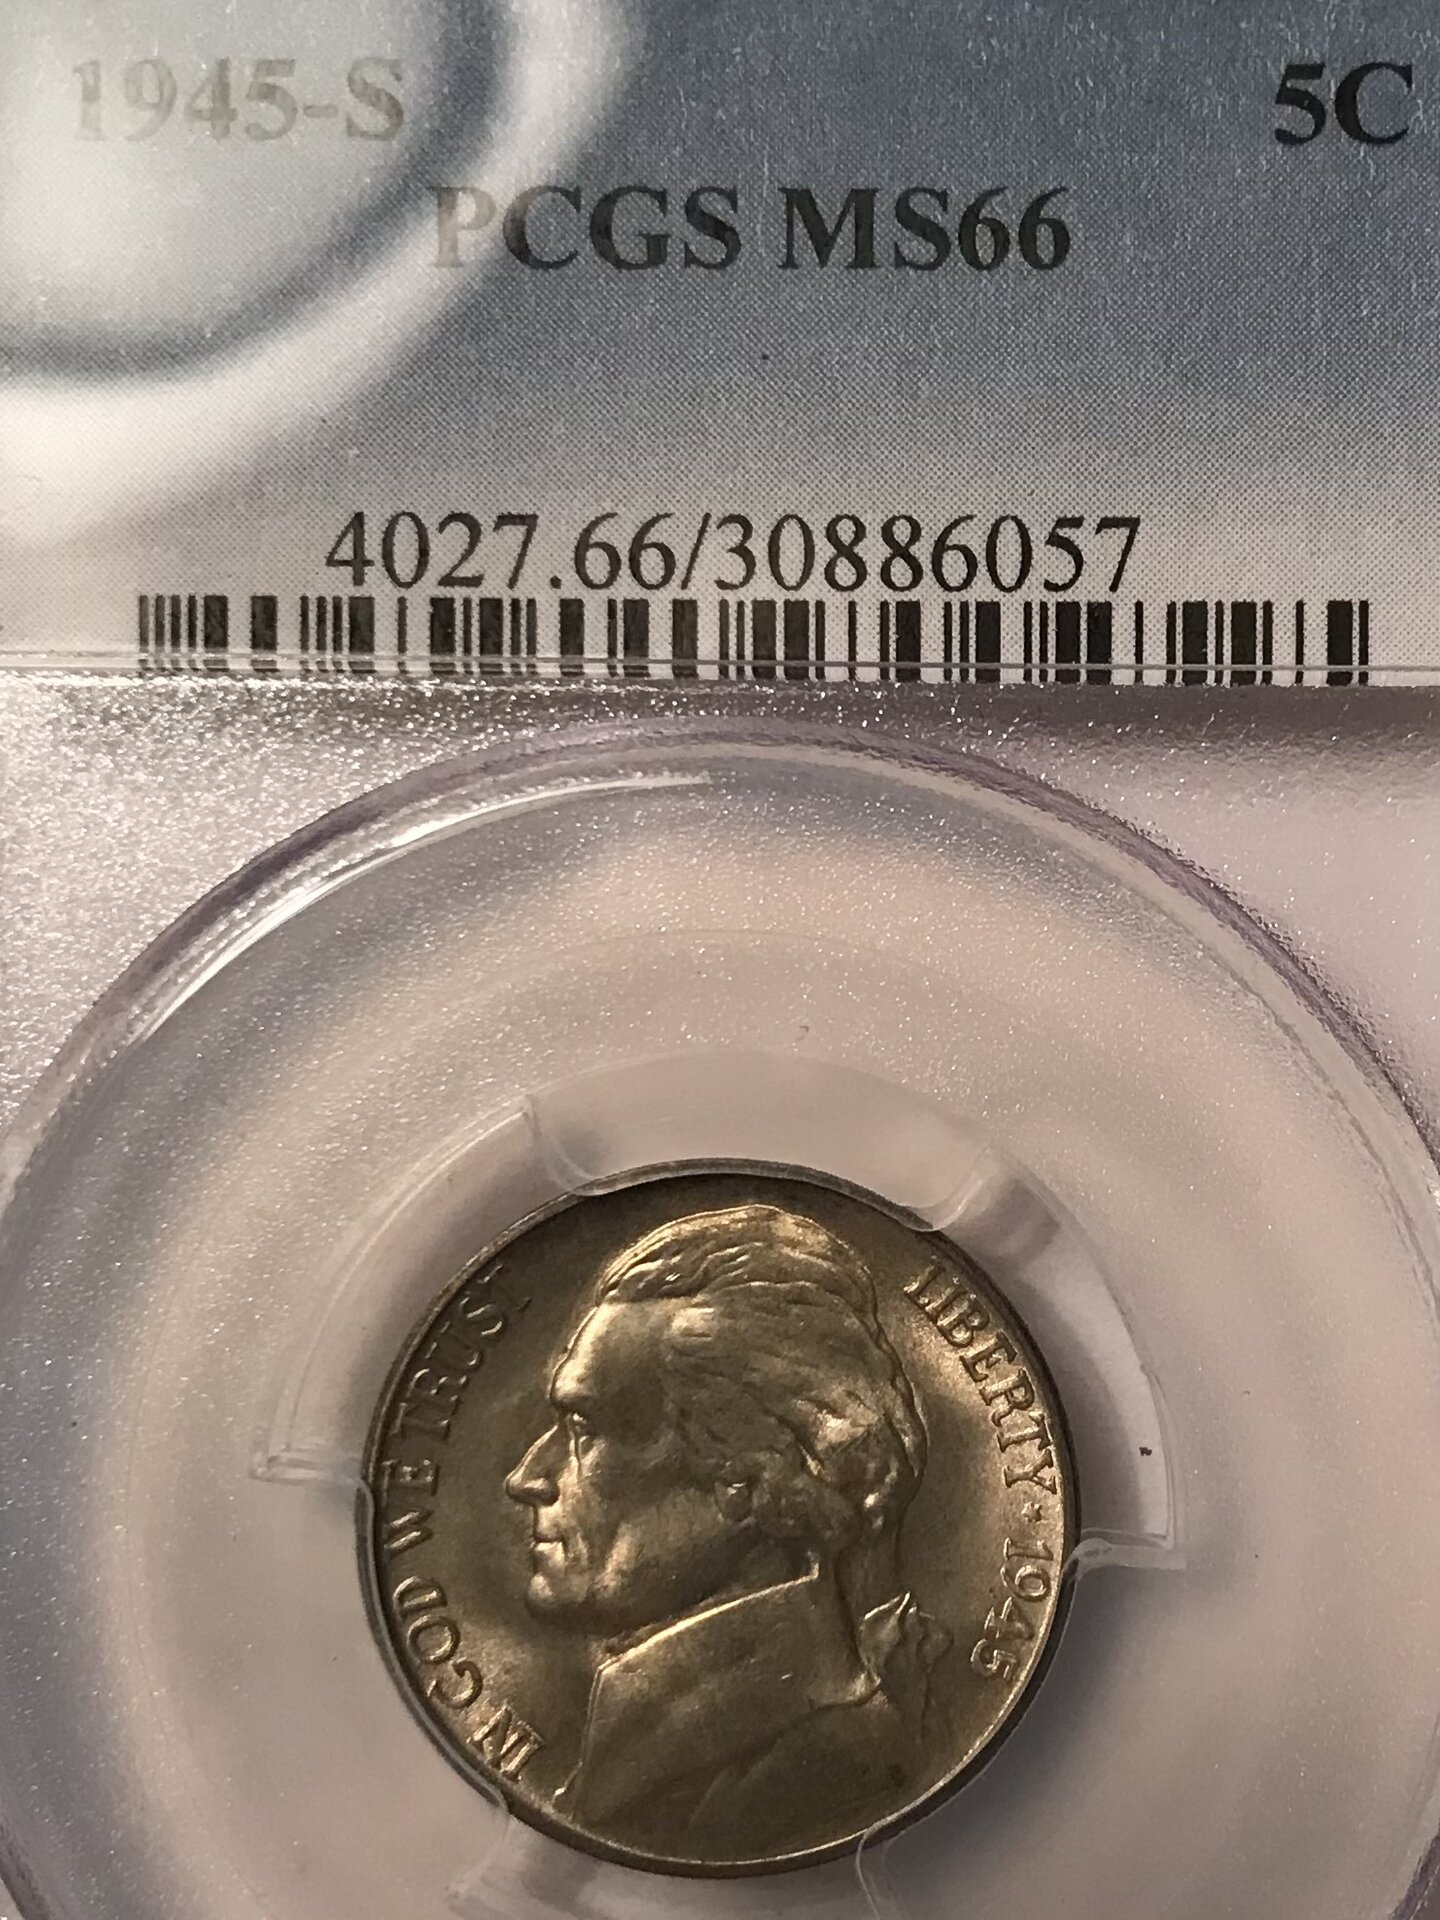 1945-S 5C
PCGS MS66
4027.66/30886057
IN GOD WE TRUST
LIBERTY ★ 1945